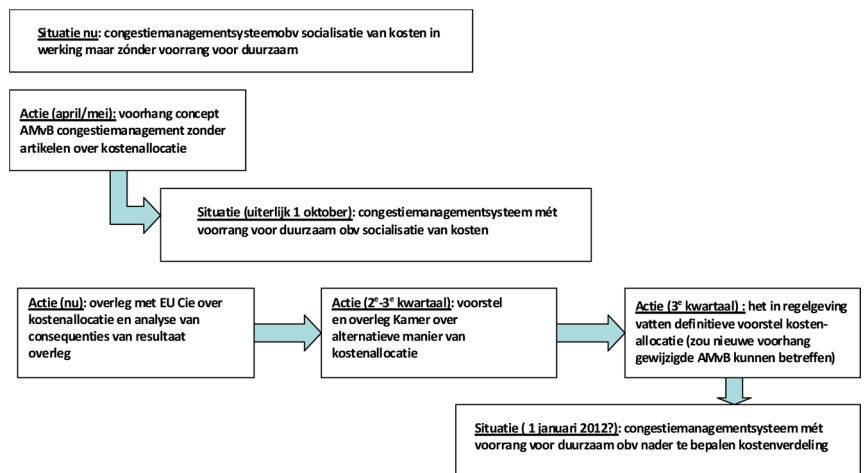 Situatie nu: congestiemanagementsysteemobv socialisatie van kosten in
werking maar zónder voorrang voor duurzaam
Actie (april/mei): voorhang concept
AMvB congestiemanagement zonder
artikelen over kostenallocatie
Situatie (uiterlijk 1 oktober): congestiemanagementsysteem mét
voorrang voor duurzaam obv socialisatie van kosten
Actie (nu): overleg met EU Cie over
kostenallocatie en analyse van
consequenties van resultaat
overleg
Actie (2e-3e kwartaal): voorstel
en overleg Kamer over
alternatieve manier van
kostenallocatie
Actie (3e kwartaal) : het in regelgeving
vatten definitieve voorstel kosten-
allocatie (zou nieuwe voorhang
gewijzigde AMvB kunnen betreffen)
Situatie ( 1 januari 2012?): congestiemanagementsysteem mét
voorrang voor duurzaam obv nader te bepalen kostenverdeling